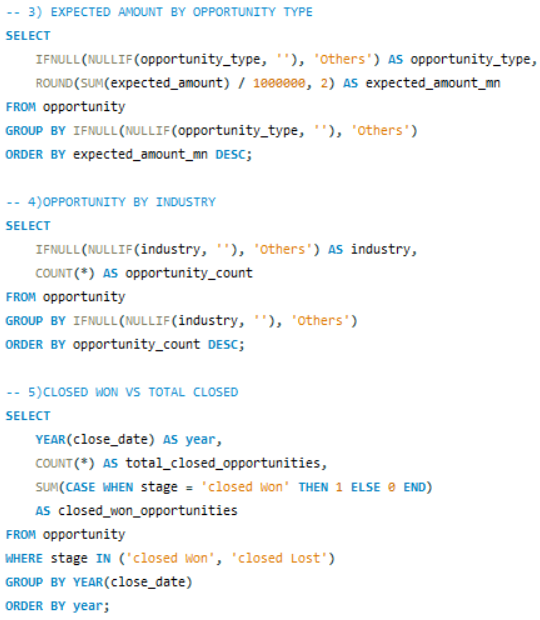 -- 3) EXPECTED AMOUNT BY OPPORTUNITY TYPE
SELECT
    IFNULL(NULLIF(opportunity_type, ''), 'Others') AS opportunity_type,
    ROUND(SUM(expected_amount) / 1000000, 2) AS expected_amount_mn
FROM opportunity
GROUP BY IFNULL(NULLIF(opportunity_type, ''), 'Others')
ORDER BY expected_amount_mn DESC;

-- 4)OPPORTUNITY BY INDUSTRY
SELECT
    IFNULL(NULLIF(industry, ''), 'Others') AS industry,
    COUNT(*) AS opportunity_count
FROM opportunity
GROUP BY IFNULL(NULLIF(industry, ''), 'Others')
ORDER BY opportunity_count DESC;

-- 5)CLOSED WON VS TOTAL CLOSED
SELECT
    YEAR(close_date) AS year,
    COUNT(*) AS total_closed_opportunities,
    SUM(CASE WHEN stage = 'closed Won' THEN 1 ELSE 0 END)
    AS closed_won_opportunities
FROM opportunity
WHERE stage IN ('closed Won', 'closed Lost')
GROUP BY YEAR(close_date)
ORDER BY year;